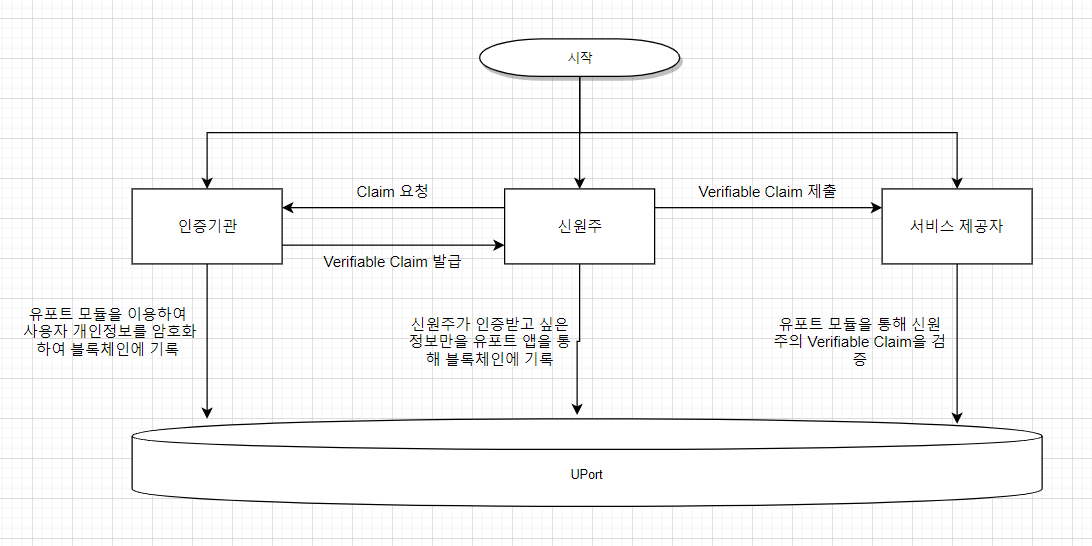 시작
Claim 요청
Verifiable Claim 제출
인증기관
신원주
서비스 제공자
Verifiable Claim 발급
유포트 모듈을 이용하여
사용자 개인정보를 암호화
하여 블록체인에 기록
신원주가 인증받고 싶은
정보만을 유포트 앱을 통
해 블록체인에 기록
유포트 모듈을 통해 신원
주의 Verifiable Claim을 검
증
UPort